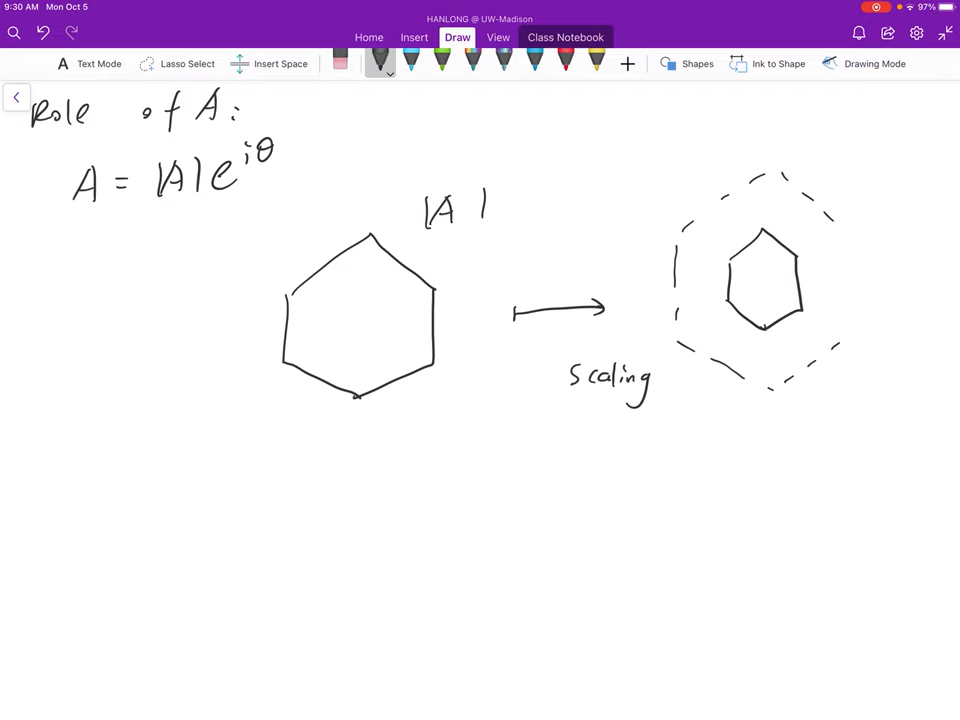 9:30 AM Mon Oct 5
97%
HANLONG @ UW-Madison
Home Insert Draw View Class Notebook
A Text Mode Lasso Select Insert Space Shapes Ink to Shape Drawing Mode
Role of A:
A = |A|e^{iθ}
|A|
scaling